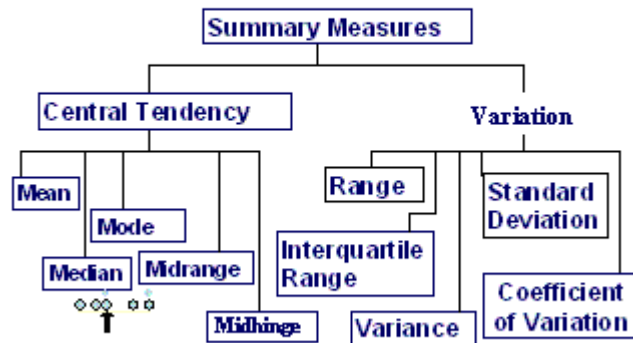 Summary Measures
Central Tendency
Variation
Mean
Mode
Median
Midrange
Midhinge
Range
Interquartile
Range
Variance
Standard
Deviation
Coefficient
of Variation